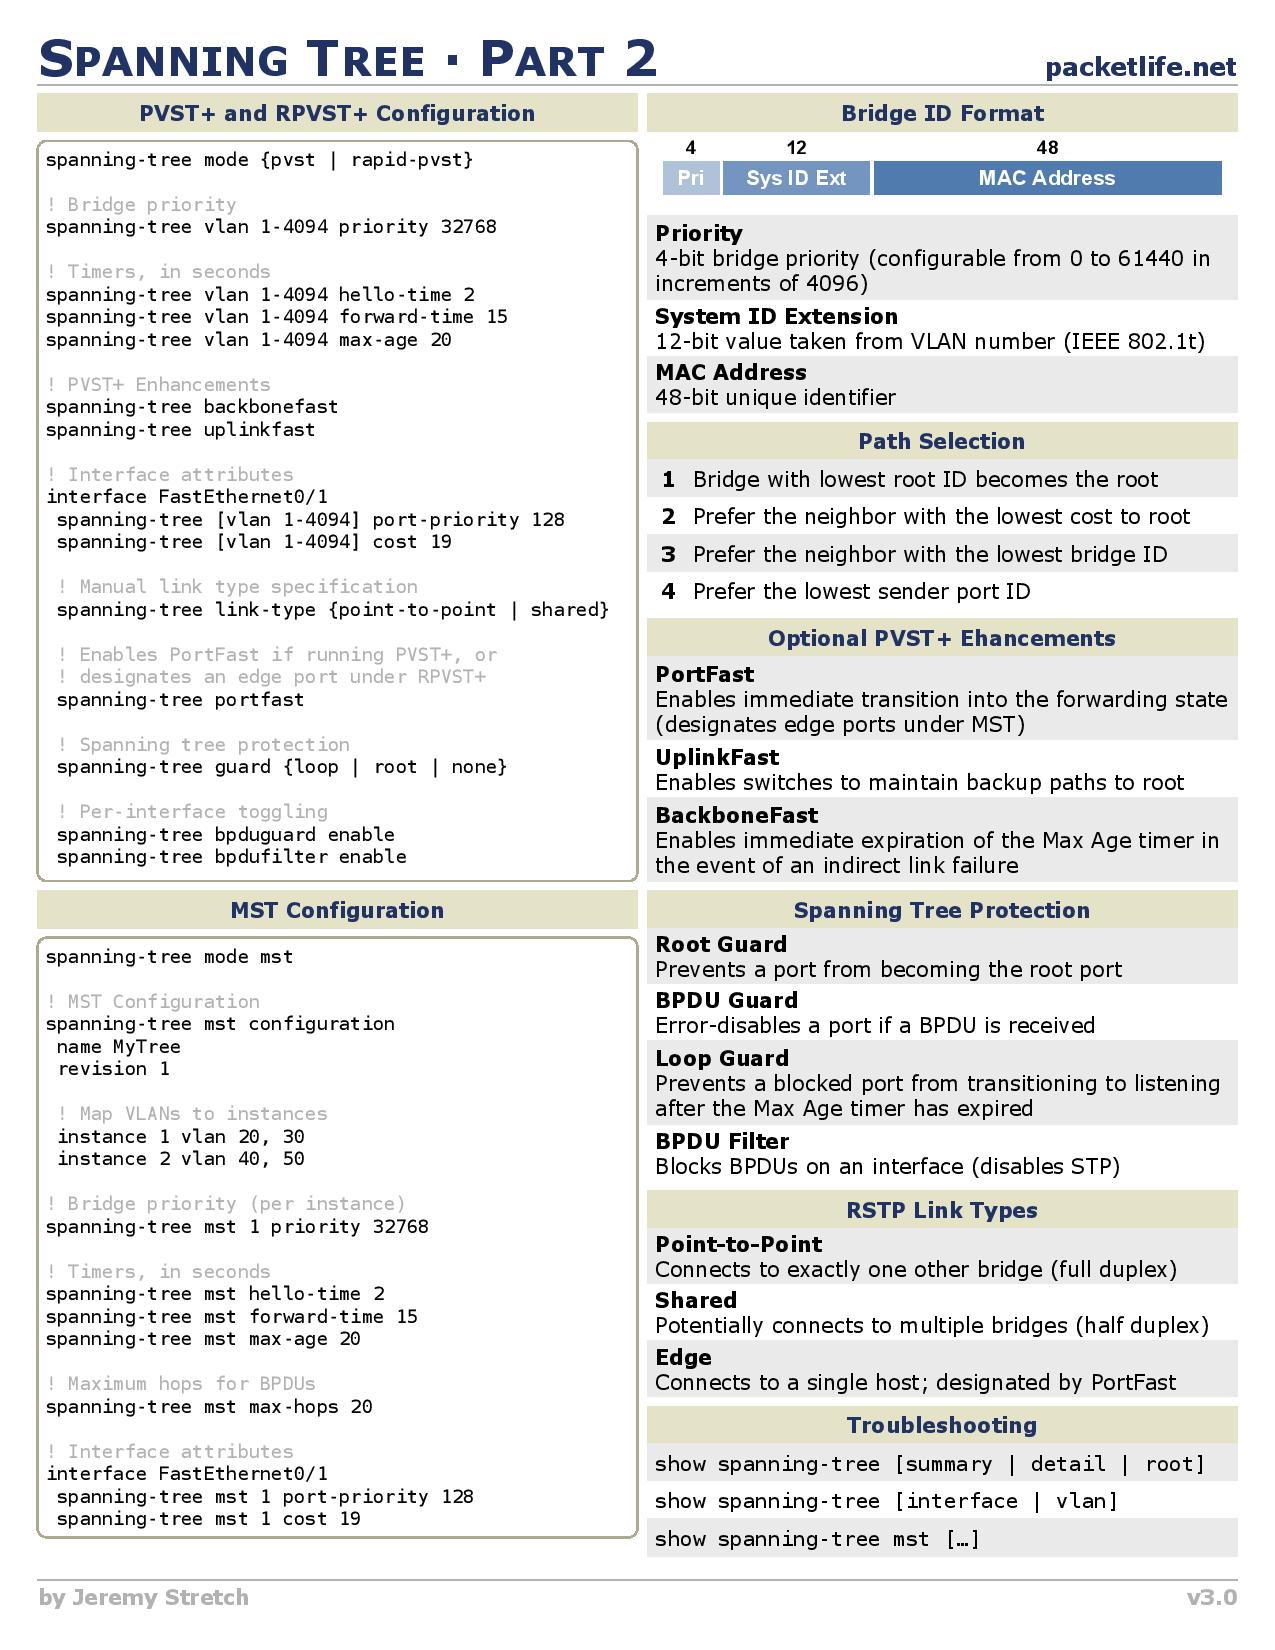 SPANNING TREE · PART 2
packetlife.net
PVST+ and RPVST+ Configuration
spanning-tree mode {pvst | rapid-pvst}
! Bridge priority
spanning-tree vlan 1-4094 priority 32768
! Timers, in seconds
spanning-tree vlan 1-4094 hello-time 2
spanning-tree vlan 1-4094 forward-time 15
spanning-tree vlan 1-4094 max-age 20
! PVST+ Enhancements
spanning-tree backbonefast
spanning-tree uplinkfast
! Interface attributes
interface FastEthernet0/1
spanning-tree [vlan 1-4094] port-priority 128
spanning-tree [vlan 1-4094] cost 19
! Manual link type specification
spanning-tree link-type {point-to-point | shared}
! Enables PortFast if running PVST+, or
! designates an edge port under RPVST+
spanning-tree portfast
! Spanning tree protection
spanning-tree guard {loop | root | none}
! Per-interface toggling
spanning-tree bpduguard enable
spanning-tree bpdufilter enable
MST Configuration
spanning-tree mode mst
! MST Configuration
spanning-tree mst configuration
name MyTree
revision 1
! Map VLANs to instances
instance 1 vlan 20, 30
instance 2 vlan 40, 50
! Bridge priority (per instance)
spanning-tree mst 1 priority 32768
! Timers, in seconds
spanning-tree mst hello-time 2
spanning-tree mst forward-time 15
spanning-tree mst max-age 20
! Maximum hops for BPDUs
spanning-tree mst max-hops 20
! Interface attributes
interface FastEthernet0/1
spanning-tree mst 1 port-priority 128
spanning-tree mst 1 cost 19
Bridge ID Format
4 12 48
Pri Sys ID Ext MAC Address
Priority
4-bit bridge priority (configurable from 0 to 61440 in
increments of 4096)
System ID Extension
12-bit value taken from VLAN number (IEEE 802.1t)
MAC Address
48-bit unique identifier
Path Selection
1 Bridge with lowest root ID becomes the root
2 Prefer the neighbor with the lowest cost to root
3 Prefer the neighbor with the lowest bridge ID
4 Prefer the lowest sender port ID
Optional PVST+ Ehancements
PortFast
Enables immediate transition into the forwarding state
(designates edge ports under MST)
UplinkFast
Enables switches to maintain backup paths to root
BackboneFast
Enables immediate expiration of the Max Age timer in
the event of an indirect link failure
Spanning Tree Protection
Root Guard
Prevents a port from becoming the root port
BPDU Guard
Error-disables a port if a BPDU is received
Loop Guard
Prevents a blocked port from transitioning to listening
after the Max Age timer has expired
BPDU Filter
Blocks BPDUs on an interface (disables STP)
RSTP Link Types
Point-to-Point
Connects to exactly one other bridge (full duplex)
Shared
Potentially connects to multiple bridges (half duplex)
Edge
Connects to a single host; designated by PortFast
Troubleshooting
show spanning-tree [summary | detail | root]
show spanning-tree [interface | vlan]
show spanning-tree mst […]
by Jeremy Stretch
v3.0